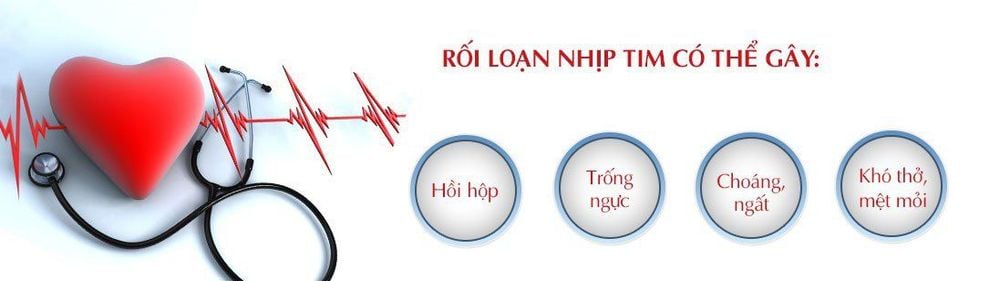 RỐI LOẠN NHỊP TIM CÓ THỂ GÂY:
Hồi hộp
Trống
ngực
Choáng,
ngất
Khó thở,
mệt mỏi